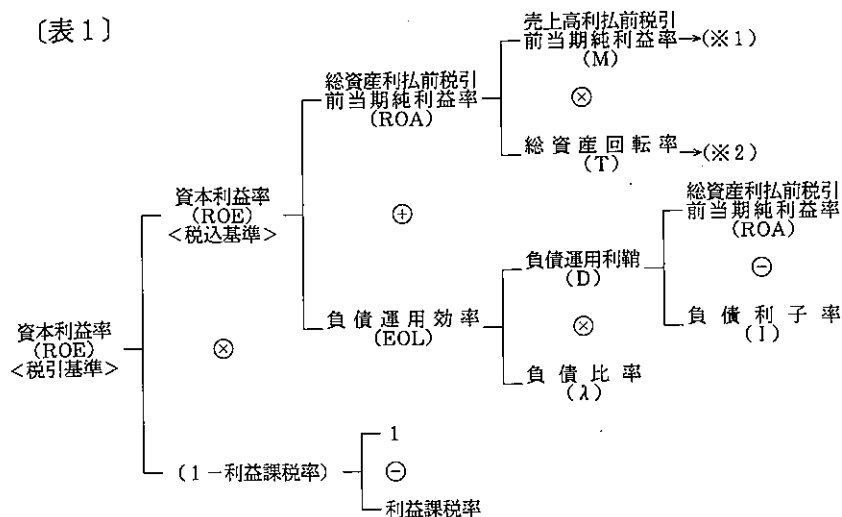 〔表1〕
売上高利払前税引
前当期純利益率→(※1)
(M)
総資産利払前税引
前当期純利益率
(ROA)
⊗
総資産回転率→(※2)
(T)
資本利益率
(ROE)
<税込基準>
⊕
総資産利払前税引
前当期純利益率
(ROA)
負債運用利鞘
(D)
⊖
負債運用効率
(EOL)
⊗
負債利子率
(I)
資本利益率
(ROE)
<税引基準>
⊗
負債比率
(λ)
1
(1−利益課税率)
⊖
利益課税率